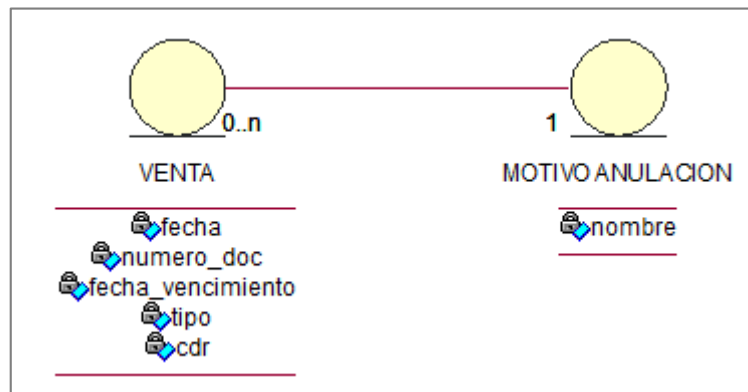 0..n
1
VENTA
MOTIVO ANULACION
fecha
nombre
numero_doc
fecha_vencimiento
tipo
cdr